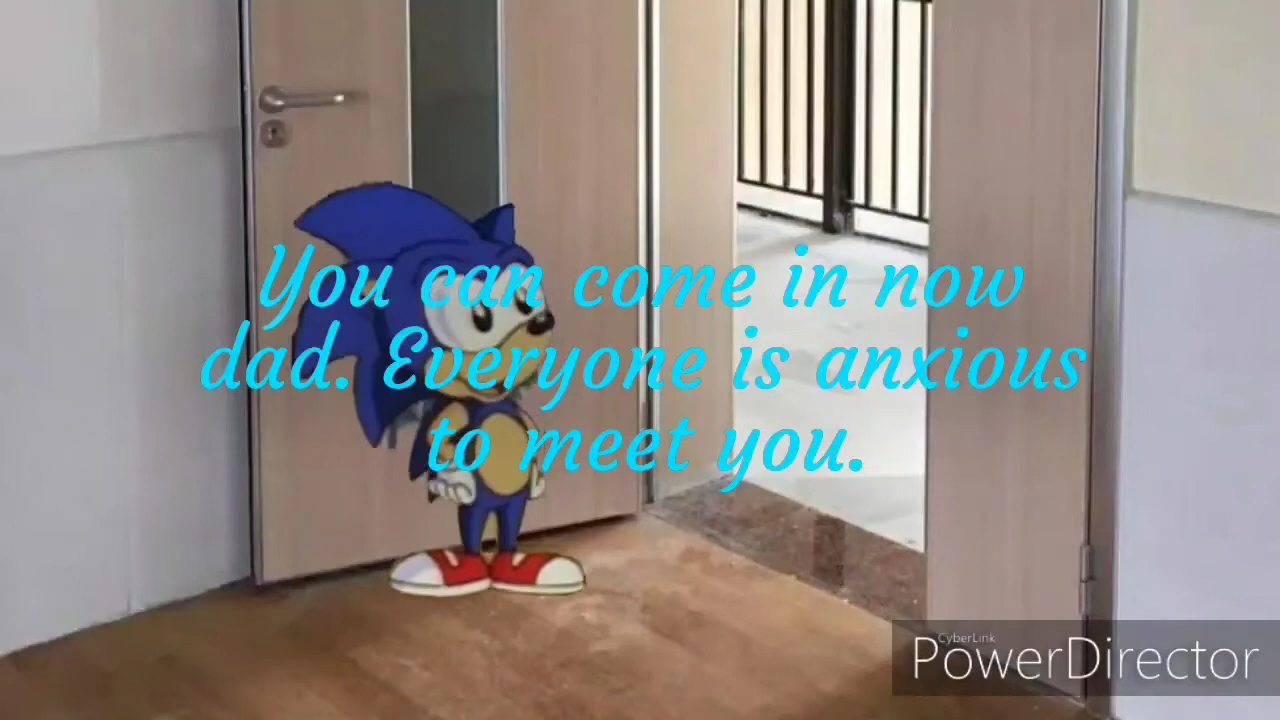 You can come in now
dad. Everyone is anxious
to meet you.
CyberLink
PowerDirector